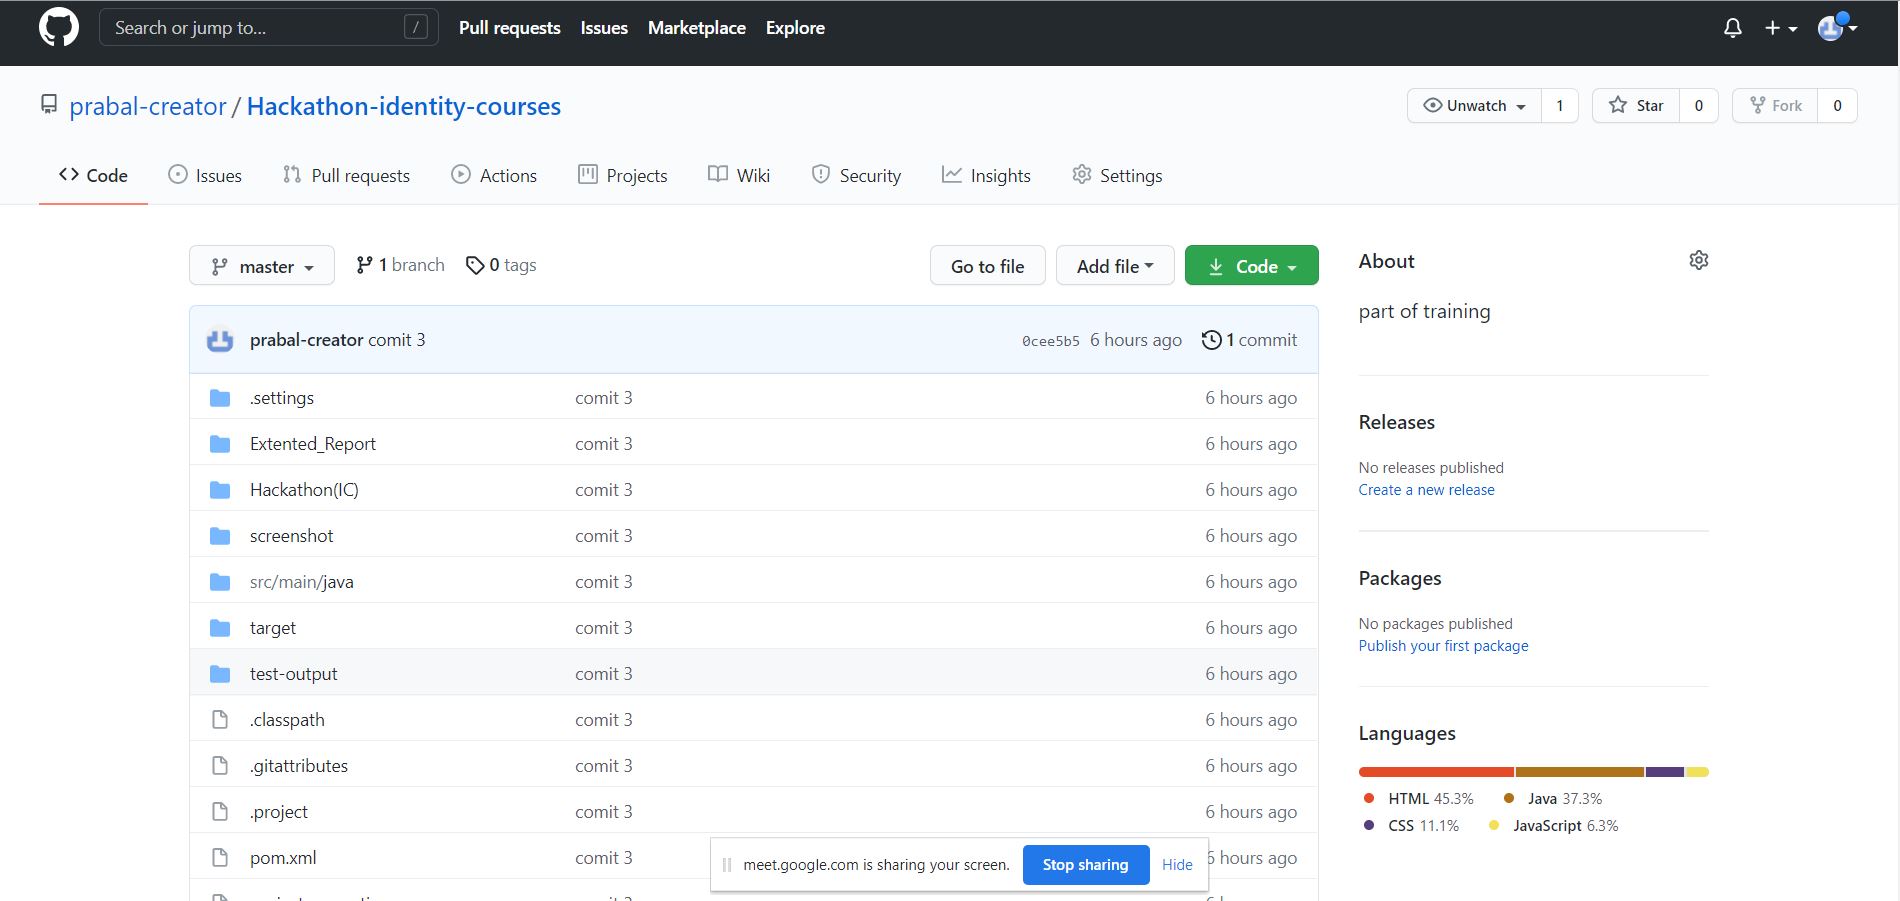 Search or jump to... /
Pull requests Issues Marketplace Explore
prabal-creator / Hackathon-identity-courses
Unwatch 1 Star 0 Fork 0
Code Issues Pull requests Actions Projects Wiki Security Insights Settings
master 1 branch 0 tags Go to file Add file Code
prabal-creator comit 3 0cee5b5 6 hours ago 1 commit
.settings comit 3 6 hours ago
Extented_Report comit 3 6 hours ago
Hackathon(IC) comit 3 6 hours ago
screenshot comit 3 6 hours ago
src/main/java comit 3 6 hours ago
target comit 3 6 hours ago
test-output comit 3 6 hours ago
.classpath comit 3 6 hours ago
.gitattributes comit 3 6 hours ago
.project comit 3 6 hours ago
pom.xml comit 3 6 hours ago
meet.google.com is sharing your screen. Stop sharing Hide
About
part of training
Releases
No releases published
Create a new release
Packages
No packages published
Publish your first package
Languages
HTML 45.3% Java 37.3%
CSS 11.1% JavaScript 6.3%